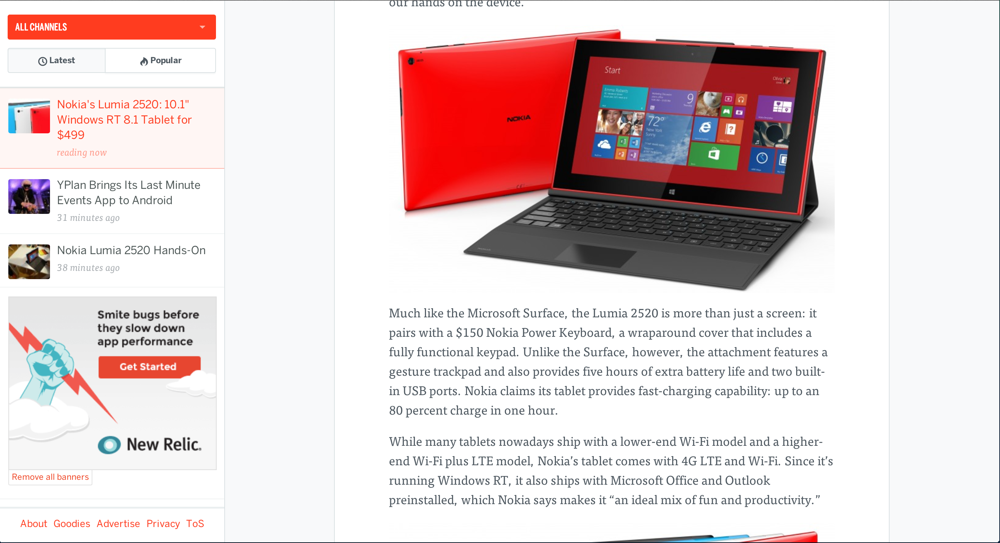 ALL CHANNELS
Latest
Popular
Nokia's Lumia 2520: 10.1"
Windows RT 8.1 Tablet for
$499
reading now
YPlan Brings Its Last Minute
Events App to Android
31 minutes ago
Nokia Lumia 2520 Hands-On
38 minutes ago
Smite bugs before
they slow down
app performance
Get Started
New Relic.
Remove all banners
About Goodies Advertise Privacy ToS
our hands on the device.
NOKIA
Start
Olivia
Emma Roberts
9
72°
New York
Sunny
Much like the Microsoft Surface, the Lumia 2520 is more than just a screen: it
pairs with a $150 Nokia Power Keyboard, a wraparound cover that includes a
fully functional keypad. Unlike the Surface, however, the attachment features a
gesture trackpad and also provides five hours of extra battery life and two built-
in USB ports. Nokia claims its tablet provides fast-charging capability: up to an
80 percent charge in one hour.
While many tablets nowadays ship with a lower-end Wi-Fi model and a higher-
end Wi-Fi plus LTE model, Nokia’s tablet comes with 4G LTE and Wi-Fi. Since it’s
running Windows RT, it also ships with Microsoft Office and Outlook
preinstalled, which Nokia says makes it “an ideal mix of fun and productivity.”